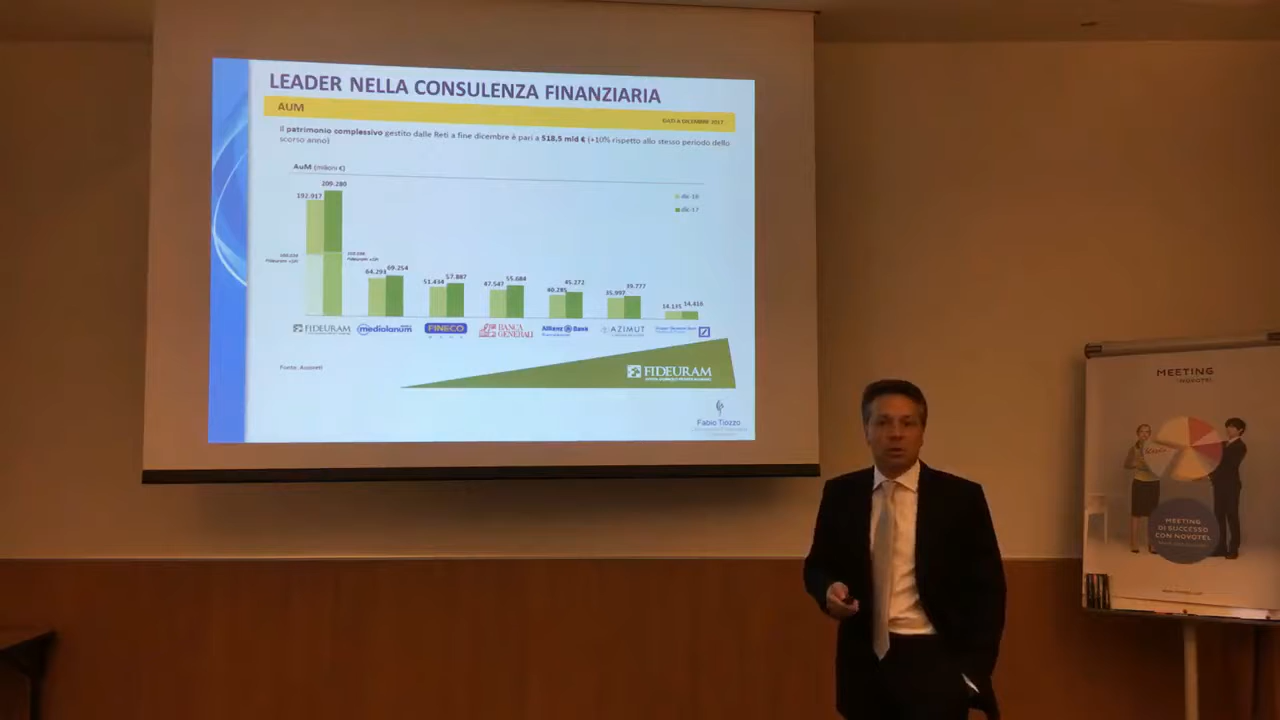 LEADER NELLA CONSULENZA FINANZIARIA
AUM
DATI A DICEMBRE 2017
Il patrimonio complessivo gestito dalle Reti a fine dicembre è pari a 518,5 mld € (+10% rispetto allo stesso periodo dello
scorso anno)
AuM (milioni €)
dic-16
dic-17
192.917
209.280
64.293
69.254
51.434
57.887
47.547
55.684
40.285
45.272
35.997
39.777
14.135
14.416
FIDEURAM
mediolanum
FINECO
BANCA
GENERALI
Allianz Bank
AZIMUT
Fonte: Assoreti
FIDEURAM
Fabio Tiozzo
MEETING
NOVOTEL
MEETING
DI SUCCESSO
CON NOVOTEL